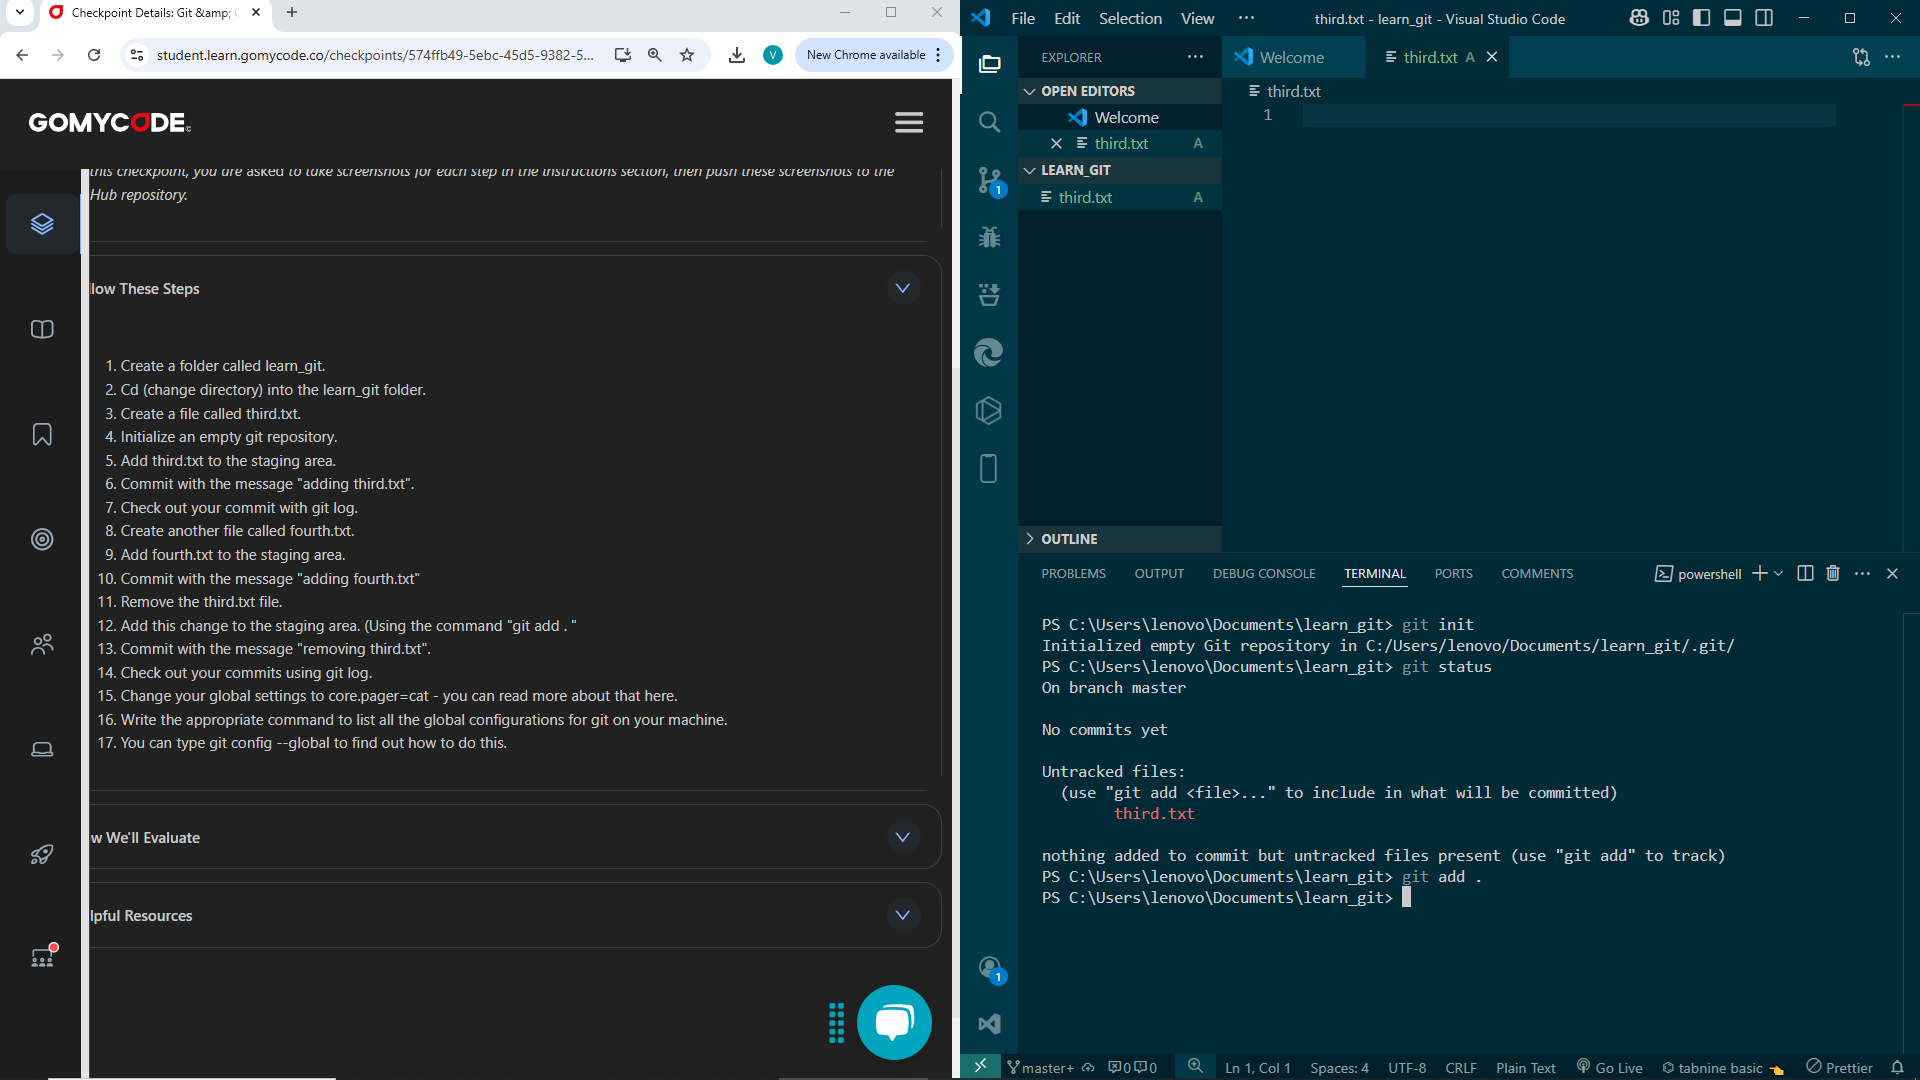 Checkpoint Details: Git &amp;
student.learn.gomycode.co/checkpoints/574ffb49-5ebc-45d5-9382-5...
V
New Chrome available
GOMYCODE
this checkpoint, you are asked to take screenshots for each step in the instructions section, then push these screenshots to the
Hub repository.
llow These Steps
1. Create a folder called learn_git.
2. Cd (change directory) into the learn_git folder.
3. Create a file called third.txt.
4. Initialize an empty git repository.
5. Add third.txt to the staging area.
6. Commit with the message "adding third.txt".
7. Check out your commit with git log.
8. Create another file called fourth.txt.
9. Add fourth.txt to the staging area.
10. Commit with the message "adding fourth.txt"
11. Remove the third.txt file.
12. Add this change to the staging area. (Using the command "git add . "
13. Commit with the message "removing third.txt".
14. Check out your commits using git log.
15. Change your global settings to core.pager=cat - you can read more about that here.
16. Write the appropriate command to list all the global configurations for git on your machine.
17. You can type git config --global to find out how to do this.
w We'll Evaluate
lpful Resources
File Edit Selection View ··· third.txt - learn_git - Visual Studio Code
EXPLORER
Welcome
third.txt A
OPEN EDITORS
Welcome
third.txt A
LEARN_GIT
third.txt A
OUTLINE
third.txt
1
1
1
PROBLEMS OUTPUT DEBUG CONSOLE TERMINAL PORTS COMMENTS
powershell
PS C:\Users\lenovo\Documents\learn_git> git init
Initialized empty Git repository in C:/Users/lenovo/Documents/learn_git/.git/
PS C:\Users\lenovo\Documents\learn_git> git status
On branch master
No commits yet
Untracked files:
(use "git add <file>..." to include in what will be committed)
third.txt
nothing added to commit but untracked files present (use "git add" to track)
PS C:\Users\lenovo\Documents\learn_git> git add .
PS C:\Users\lenovo\Documents\learn_git>
master+ 0 0 Ln 1, Col 1 Spaces: 4 UTF-8 CRLF Plain Text Go Live tabnine basic Prettier